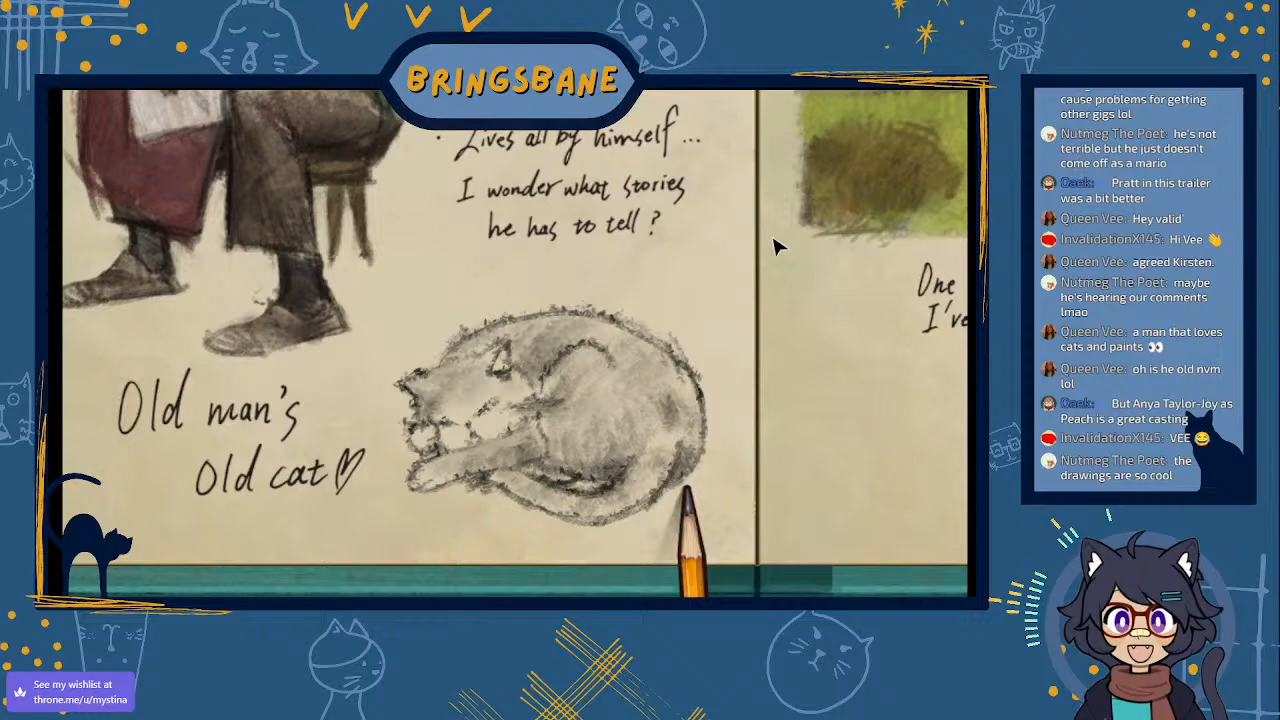 BRINGSBANE
· Lives all by himself...
I wonder what stories
he has to tell?
Old man's
Old cat
One
I've
cause problems for getting
other gigs lol
Nutmeg The Poet: he's not
terrible but he just doesn't
come off as a mario
Daek: Pratt in this trailer
was a bit better
Queen Vee: Hey valid'
InvalidationX145: Hi Vee 👋
Queen Vee: agreed Kirsten.
Nutmeg The Poet: maybe
he's hearing our comments
lmao
Queen Vee: a man that loves
cats and paints 👀
Queen Vee: oh is he old nvm
lol
Daek: But Anya Taylor-Joy as
Peach is a great casting
InvalidationX145: VEE 😂
Nutmeg The Poet: the
drawings are so cool
See my wishlist at
throne.me/u/mystina